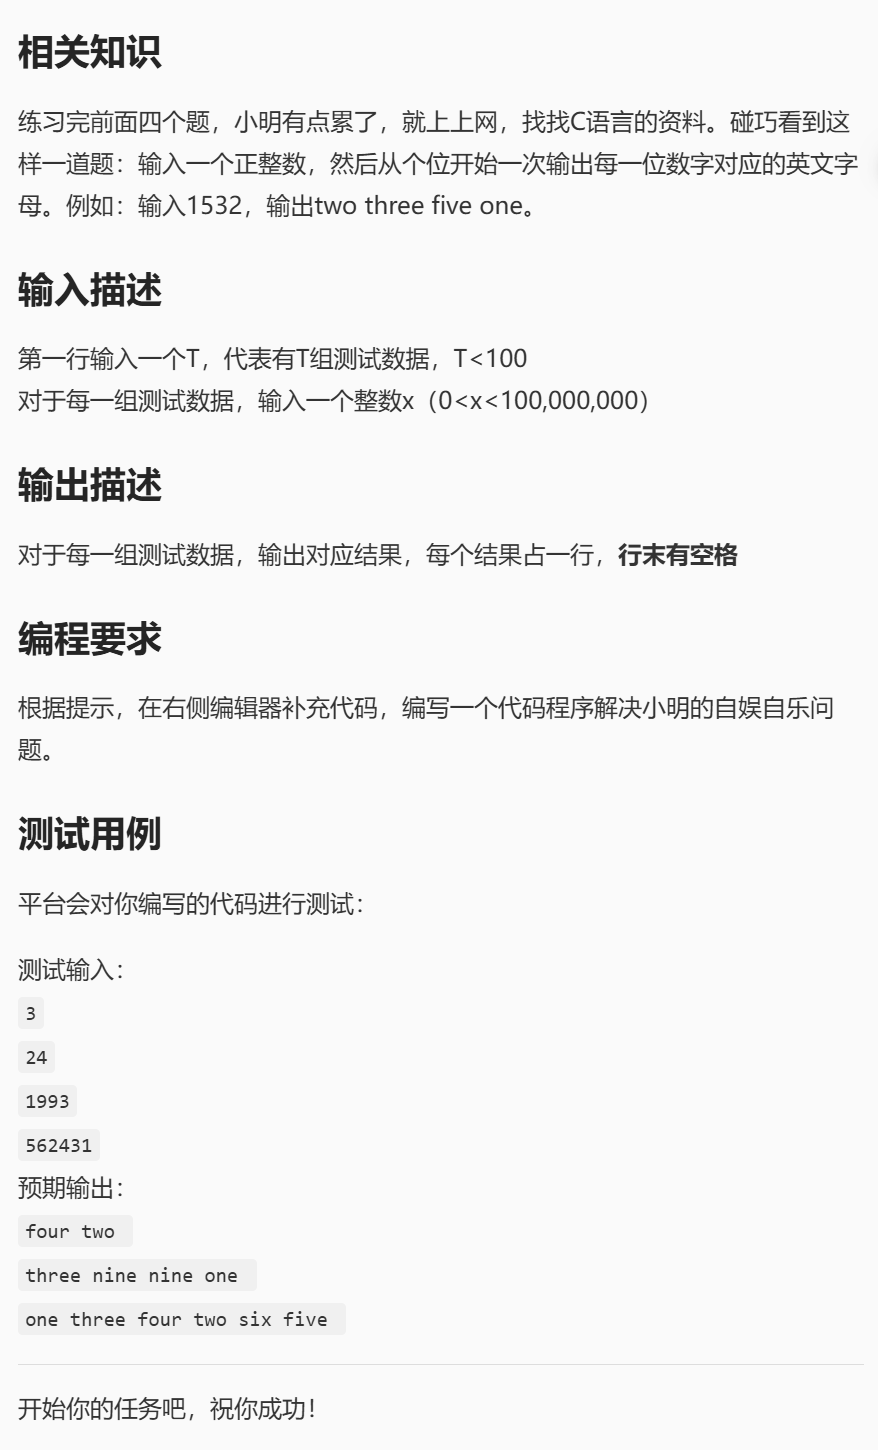 相关知识
练习完前面四个题，小明有点累了，就上上网，找找C语言的资料。碰巧看到这
样一道题：输入一个正整数，然后从个位开始一次输出每一位数字对应的英文字
母。例如：输入1532，输出two three five one。
输入描述
第一行输入一个T，代表有T组测试数据，T<100
对于每一组测试数据，输入一个整数x（0<x<100,000,000）
输出描述
对于每一组测试数据，输出对应结果，每个结果占一行，行末有空格
编程要求
根据提示，在右侧编辑器补充代码，编写一个代码程序解决小明的自娱自乐问
题。
测试用例
平台会对你编写的代码进行测试：
测试输入：
3
24
1993
562431
预期输出：
four two
three nine nine one
one three four two six five
开始你的任务吧，祝你成功！